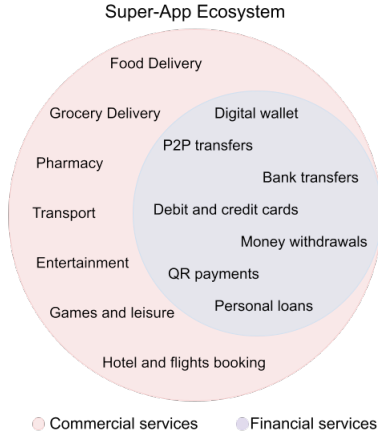 Super-App Ecosystem
Food Delivery
Grocery Delivery
Digital wallet
P2P transfers
Pharmacy
Bank transfers
Transport
Debit and credit cards
Money withdrawals
Entertainment
QR payments
Games and leisure
Personal loans
Hotel and flights booking
Commercial services
Financial services